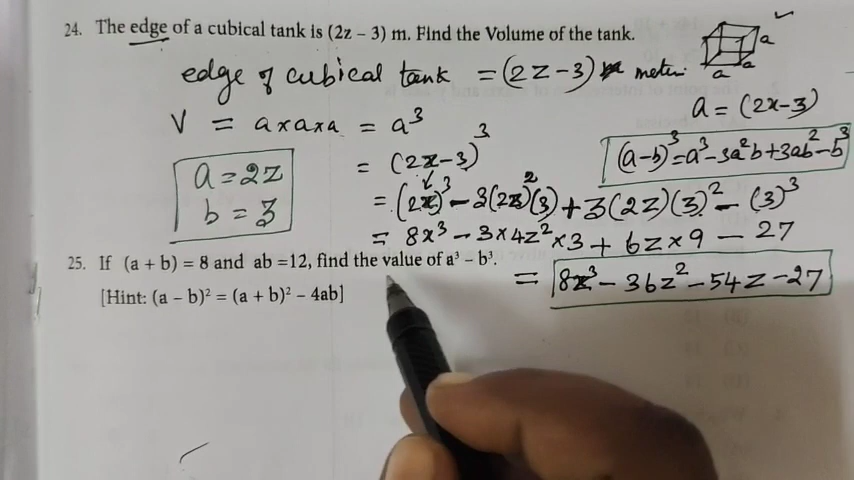 24. The edge of a cubical tank is (2z – 3) m. Find the Volume of the tank.
edge of cubical tank = (2z-3) meter
a
a
a
a = (2x-3)
V = a×a×a = a³
= (2x-3)³
(a-b)³=a³-3a²b+3ab²-b³
a = 2z
b = 3
= (2z)³ - 3(2z)²(3) + 3(2z)(3)² - (3)³
= 8x³ - 3×4z²×3 + 6z×9 - 27
= 8z³ - 36z² - 54z - 27
25. If (a + b) = 8 and ab =12, find the value of a³ – b³.
[Hint: (a – b)² = (a + b)² – 4ab]